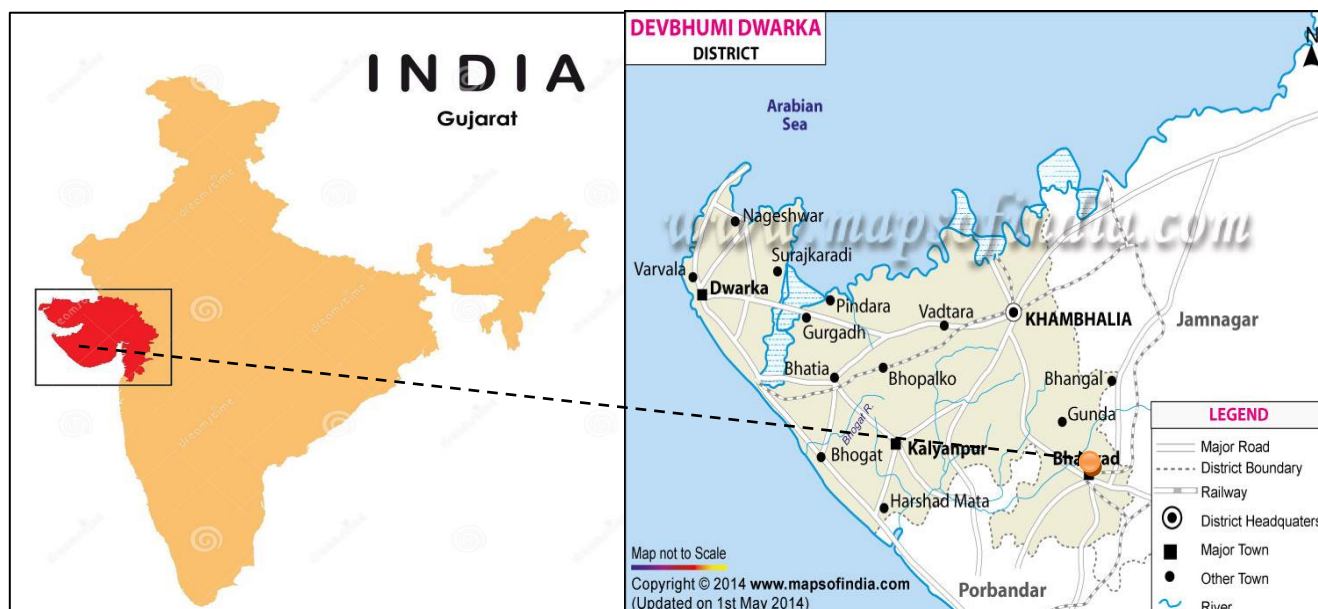 INDIA
Gujarat
dreamstime
DEVBHUMI DWARKA
DISTRICT
N
Arabian
Sea
www.mapsofindia.com
Nageshwar
Surajkaradi
Varvala
Dwarka
Pindara
Gurgadh
Vadtara
KHAMBHALIA
Jamnagar
Bhatia
Bhopalko
Bhangal
Gunda
Bhogat R.
Kalyanpur
Bhogat
Harshad Mata
Porbandar
LEGEND
Major Road
District Boundary
Railway
District Headquaters
Major Town
Other Town
River
Map not to Scale
Copyright © 2014 www.mapsofindia.com
(Updated on 1st May 2014)